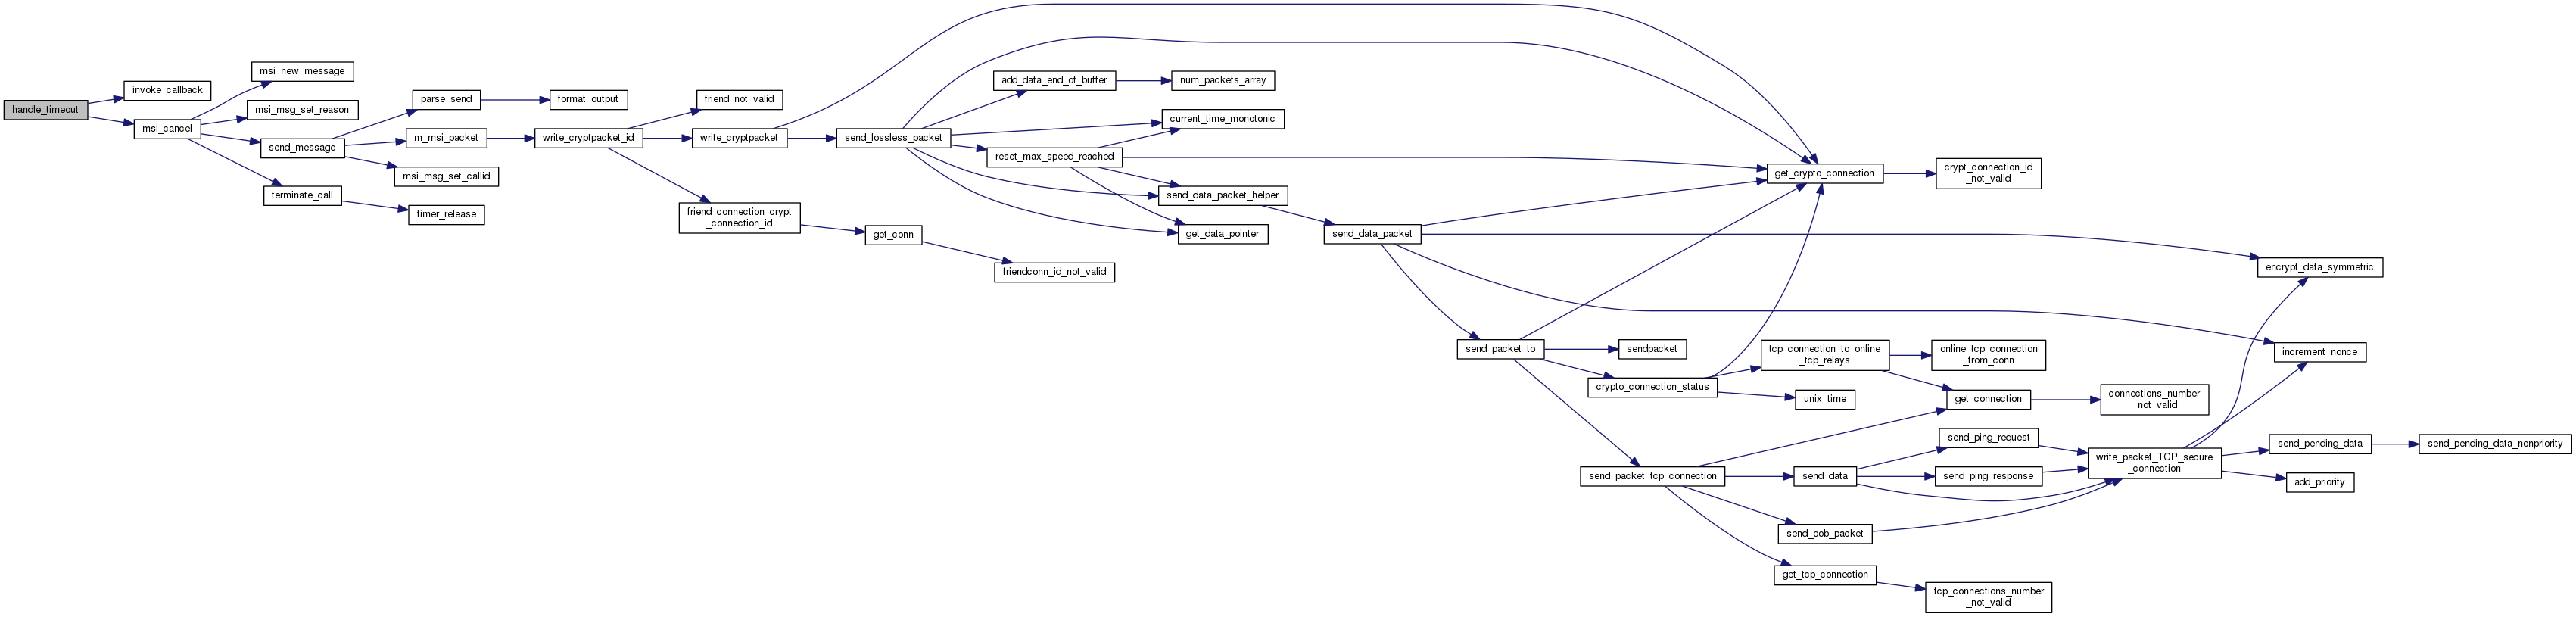 handle_timeout
invoke_callback
msi_cancel
msi_new_message
msi_msg_set_reason
send_message
terminate_call
parse_send
m_msi_packet
msi_msg_set_callid
timer_release
format_output
write_cryptpacket_id
friend_not_valid
write_cryptpacket
friend_connection_crypt
_connection_id
send_lossless_packet
get_conn
add_data_end_of_buffer
reset_max_speed_reached
friendconn_id_not_valid
num_packets_array
current_time_monotonic
send_data_packet_helper
get_data_pointer
send_data_packet
send_packet_to
get_crypto_connection
sendpacket
crypto_connection_status
send_packet_tcp_connection
crypt_connection_id
_not_valid
tcp_connection_to_online
_tcp_relays
unix_time
send_data
send_oob_packet
get_tcp_connection
online_tcp_connection
_from_conn
get_connection
send_ping_request
send_ping_response
tcp_connections_number
_not_valid
connections_number
_not_valid
write_packet_TCP_secure
_connection
encrypt_data_symmetric
increment_nonce
send_pending_data
add_priority
send_pending_data_nonpriority